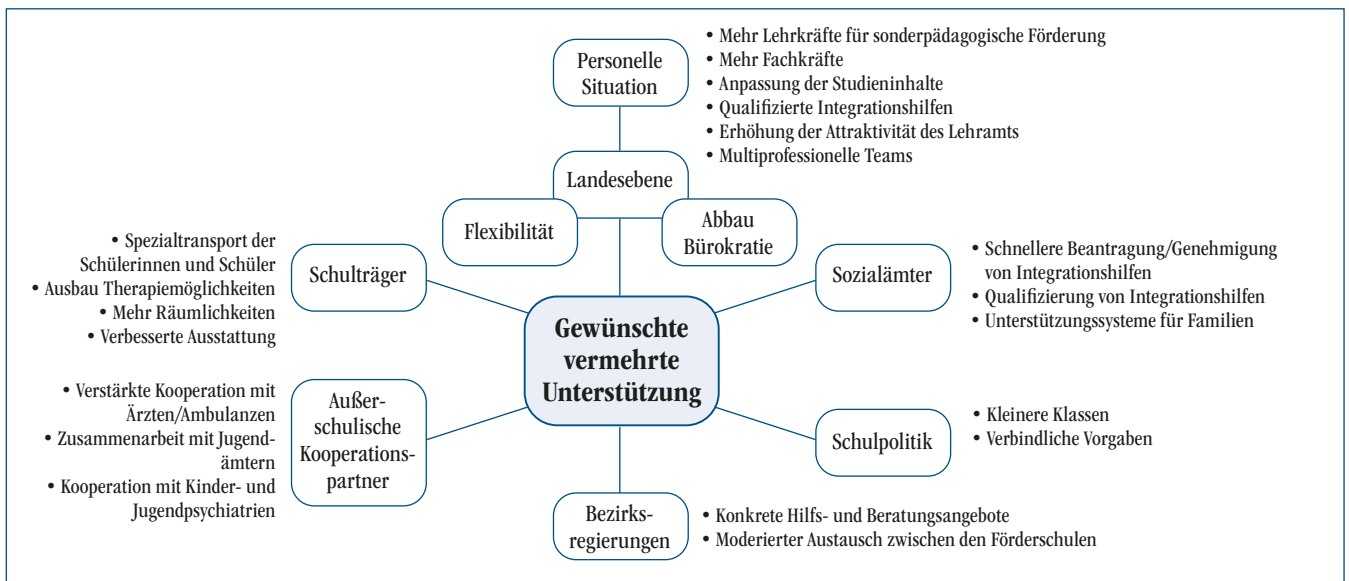 Personelle
Situation
• Mehr Lehrkräfte für sonderpädagogische Förderung
• Mehr Fachkräfte
• Anpassung der Studieninhalte
• Qualifizierte Integrationshilfen
• Erhöhung der Attraktivität des Lehramts
• Multiprofessionelle Teams
Landesebene
Flexibilität
Abbau
Bürokratie
• Spezialtransport der
Schülerinnen und Schüler
• Ausbau Therapiemöglichkeiten
• Mehr Räumlichkeiten
• Verbesserte Ausstattung
Schulträger
Sozialämter
• Schnellere Beantragung/Genehmigung
von Integrationshilfen
• Qualifizierung von Integrationshilfen
• Unterstützungssysteme für Familien
Gewünschte
vermehrte
Unterstützung
• Verstärkte Kooperation mit
Ärzten/Ambulanzen
• Zusammenarbeit mit Jugend-
ämtern
• Kooperation mit Kinder- und
Jugendpsychiatrien
Außer-
schulische
Kooperations-
partner
Schulpolitik
• Kleinere Klassen
• Verbindliche Vorgaben
Bezirks-
regierungen
• Konkrete Hilfs- und Beratungsangebote
• Moderierter Austausch zwischen den Förderschulen